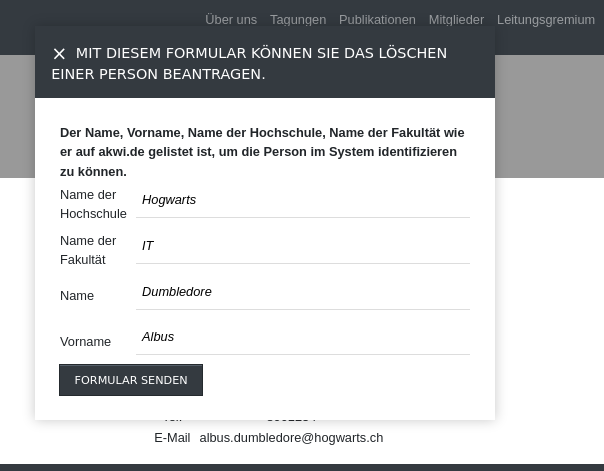 Über uns Tagungen Publikationen Mitglieder Leitungsgremium
× MIT DIESEM FORMULAR KÖNNEN SIE DAS LÖSCHEN
EINER PERSON BEANTRAGEN.
Der Name, Vorname, Name der Hochschule, Name der Fakultät wie
er auf akwi.de gelistet ist, um die Person im System identifizieren
zu können.
Name der
Hochschule
Hogwarts
Name der
Fakultät
IT
Name Dumbledore
Vorname Albus
FORMULAR SENDEN
E-Mail albus.dumbledore@hogwarts.ch